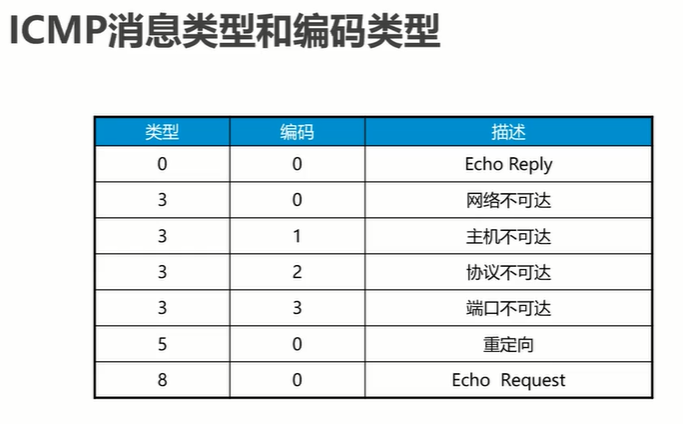 ICMP消息类型和编码类型
类型 编码 描述
0 0 Echo Reply
3 0 网络不可达
3 1 主机不可达
3 2 协议不可达
3 3 端口不可达
5 0 重定向
8 0 Echo Request